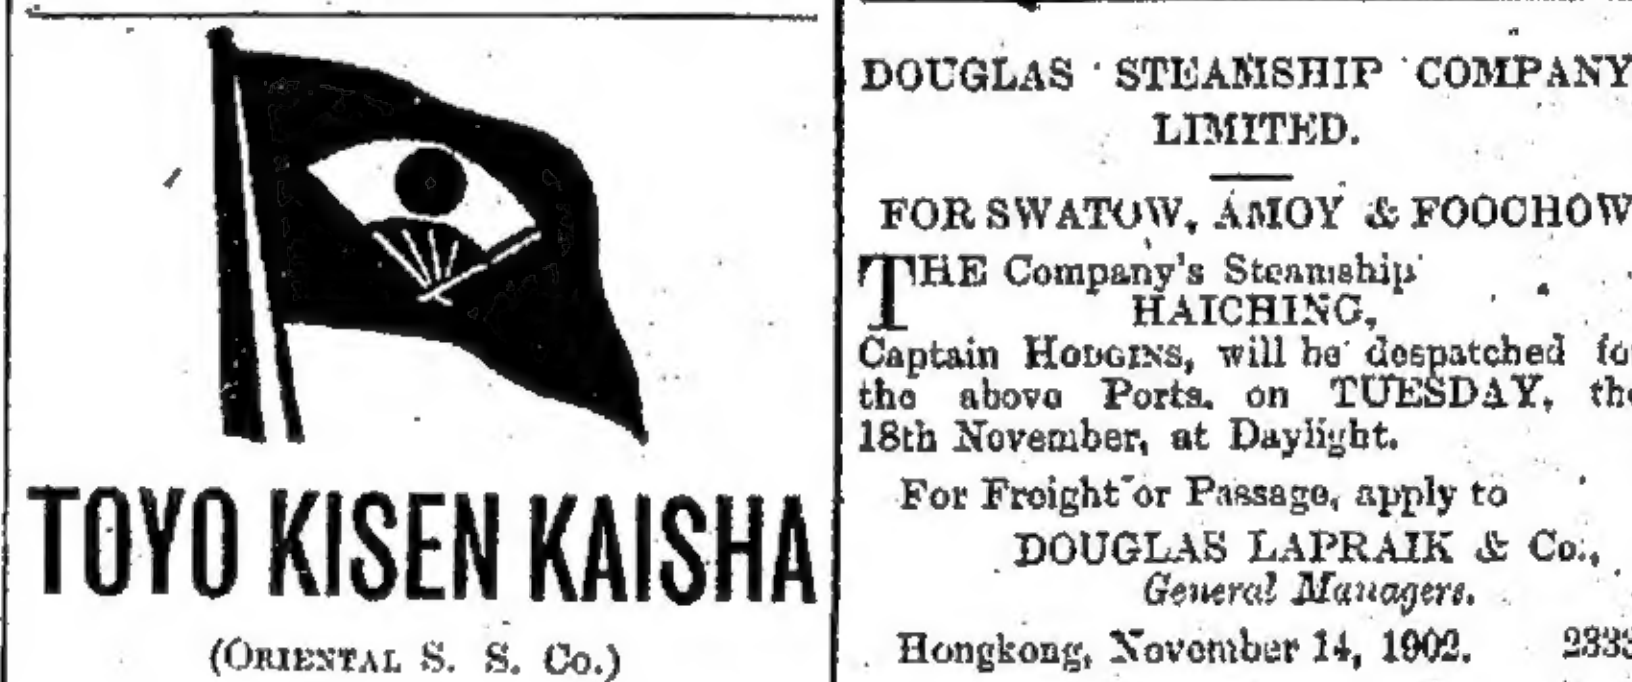 TOYO KISEN KAISHA
(ORIENTAL S. S. Co.)
DOUGLAS STEAMSHIP COMPANY
LIMITED.
FOR SWATOW, AMOY & FOOCHOW
THE Company's Steamship
HAICHING,
Captain HODGINS, will be despatched
the above Ports. on TUESDAY,
18th November, at Daylight.
For Freight or Passage, apply to
DOUGLAS LAPRAIK & Co.,
General Managers.
Hongkong, November 14, 1902.